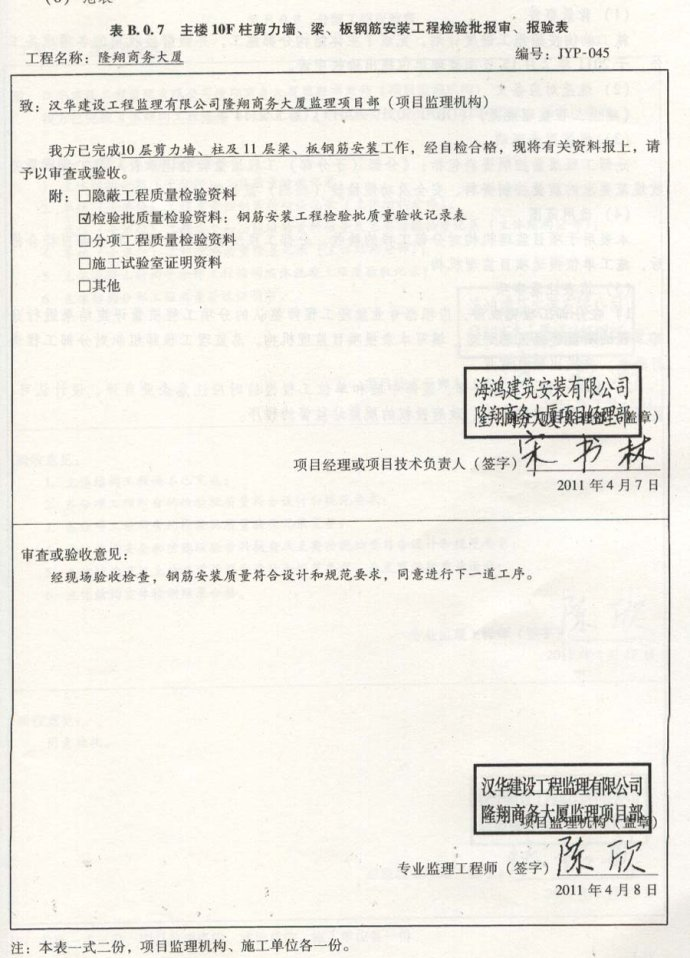 表 B.0.7 主楼 10F 柱剪力墙、梁、板钢筋安装工程检验批报审、报验表
工程名称：隆翔商务大厦 编号：JYP-045
致：汉华建设工程监理有限公司隆翔商务大厦监理项目部（项目监理机构）
我方已完成10 层剪力墙、柱及 11 层梁、板钢筋安装工作，经自检合格，现将有关资料报上，请
予以审查或验收。
附：□隐蔽工程质量检验资料
☑检验批质量检验资料：钢筋安装工程检验批质量验收记录表
□分项工程质量检验资料
□施工试验室证明资料
□其他
海鸿建筑安装有限公司
隆翔商务大厦项目经理部
（盖章）
项目经理或项目技术负责人（签字）宋书林
2011 年 4 月 7 日
审查或验收意见：
经现场验收检查，钢筋安装质量符合设计和规范要求，同意进行下一道工序。
汉华建设工程监理有限公司
隆翔商务大厦监理项目部
项目监理机构（盖章）
专业监理工程师（签字）陈欣
2011 年 4 月 8 日
注：本表一式二份，项目监理机构、施工单位各一份。